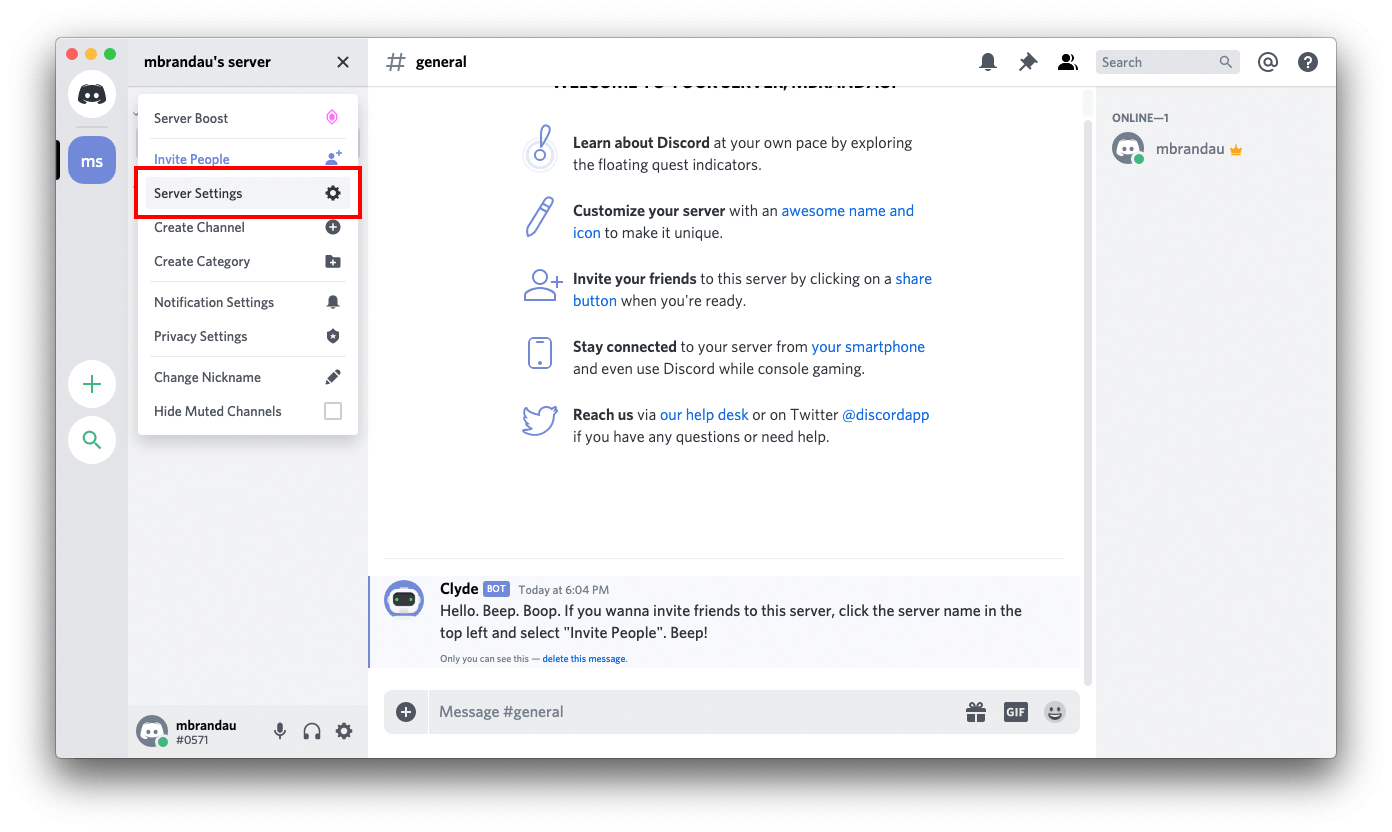 mbrandau's server
general
Search
ms
Server Boost
Invite People
Server Settings
Create Channel
Create Category
Notification Settings
Privacy Settings
Change Nickname
Hide Muted Channels
WELCOME TO YOUR SERVER, MBRANDAU!
Learn about Discord at your own pace by exploring
the floating quest indicators.
Customize your server with an awesome name and
icon to make it unique.
Invite your friends to this server by clicking on a share
button when you're ready.
Stay connected to your server from your smartphone
and even use Discord while console gaming.
Reach us via our help desk or on Twitter @discordapp
if you have any questions or need help.
Clyde BOT Today at 6:04 PM
Hello. Beep. Boop. If you wanna invite friends to this server, click the server name in the
top left and select "Invite People". Beep!
Only you can see this — delete this message.
Message #general
GIF
mbrandau
#0571
ONLINE—1
mbrandau